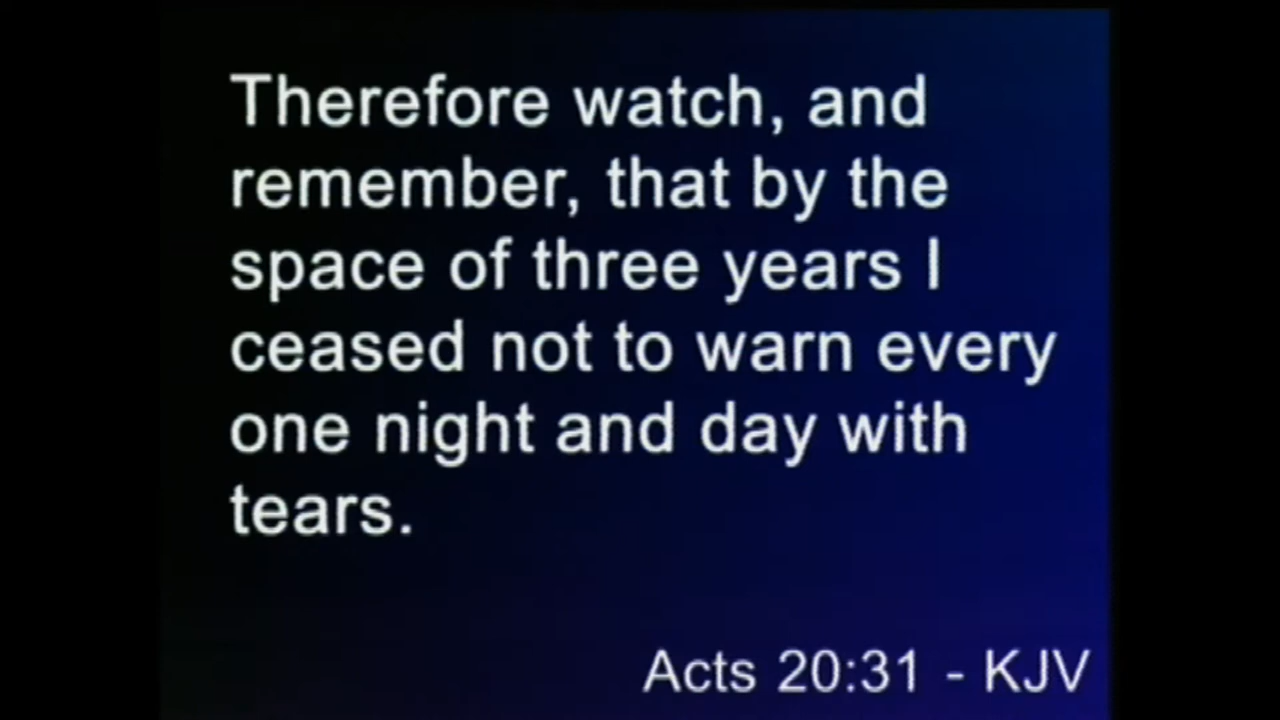 Therefore watch, and
remember, that by the
space of three years I
ceased not to warn every
one night and day with
tears.
Acts 20:31 - KJV